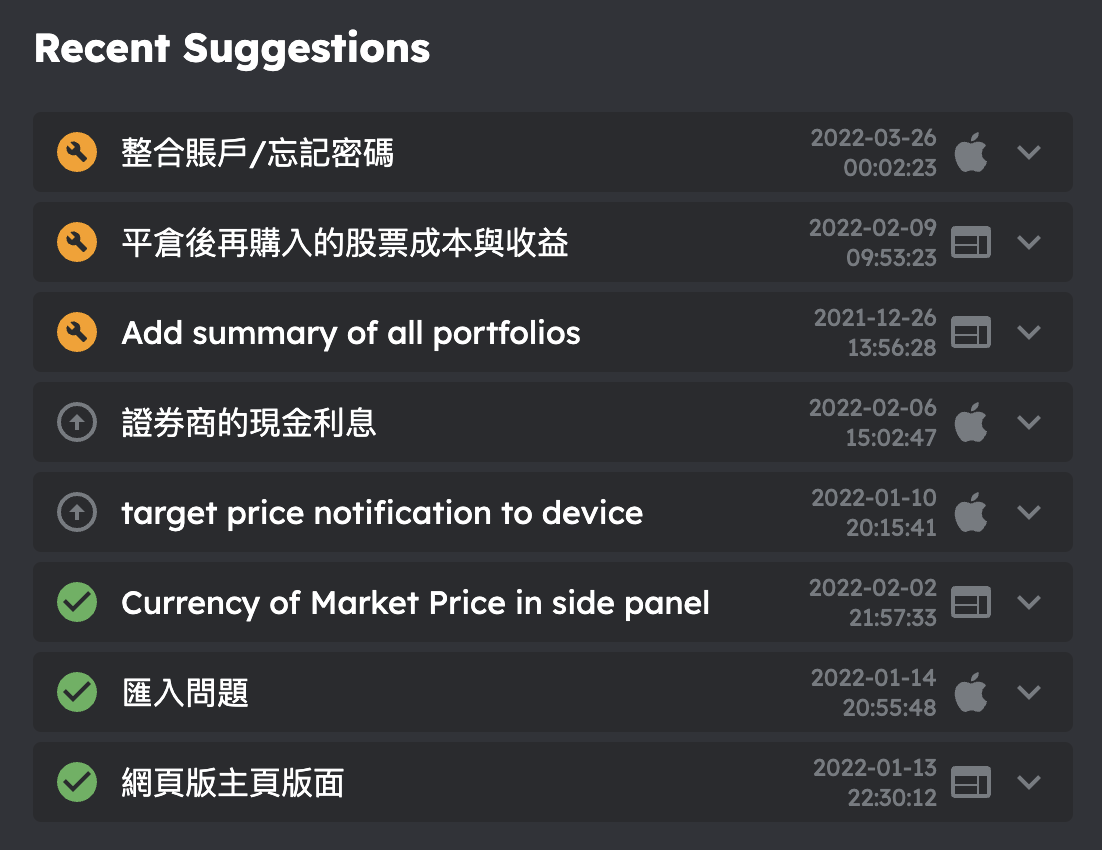 Recent Suggestions
整合賬戶/忘記密碼
2022-03-26
00:02:23
平倉後再購入的股票成本與收益
2022-02-09
09:53:23
Add summary of all portfolios
2021-12-26
13:56:28
證券商的現金利息
2022-02-06
15:02:47
target price notification to device
2022-01-10
20:15:41
Currency of Market Price in side panel
2022-02-02
21:57:33
匯入問題
2022-01-14
20:55:48
網頁版主頁版面
2022-01-13
22:30:12